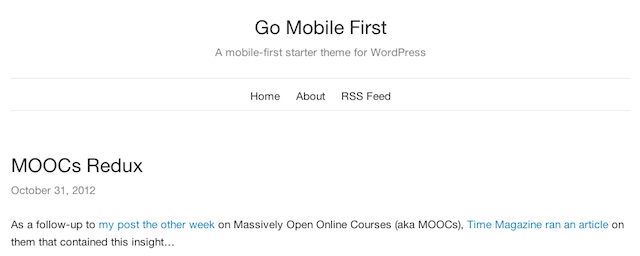 Go Mobile First
A mobile-first starter theme for WordPress
Home About RSS Feed
MOOCs Redux
October 31, 2012
As a follow-up to my post the other week on Massively Open Online Courses (aka MOOCs), Time Magazine ran an article on
them that contained this insight...